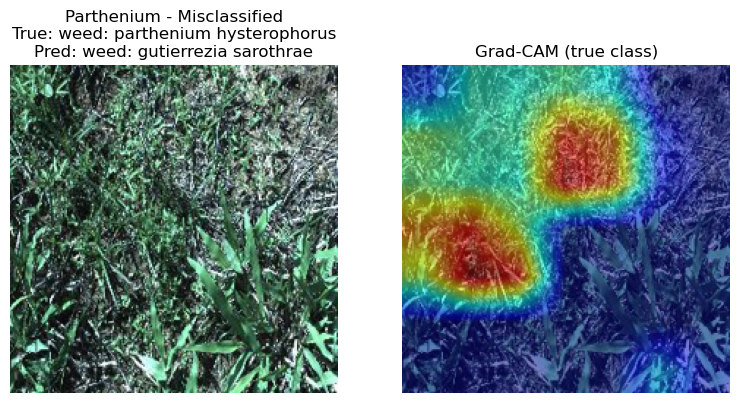 Parthenium - Misclassified
True: weed: parthenium hysterophorus
Pred: weed: gutierrezia sarothrae
Grad-CAM (true class)